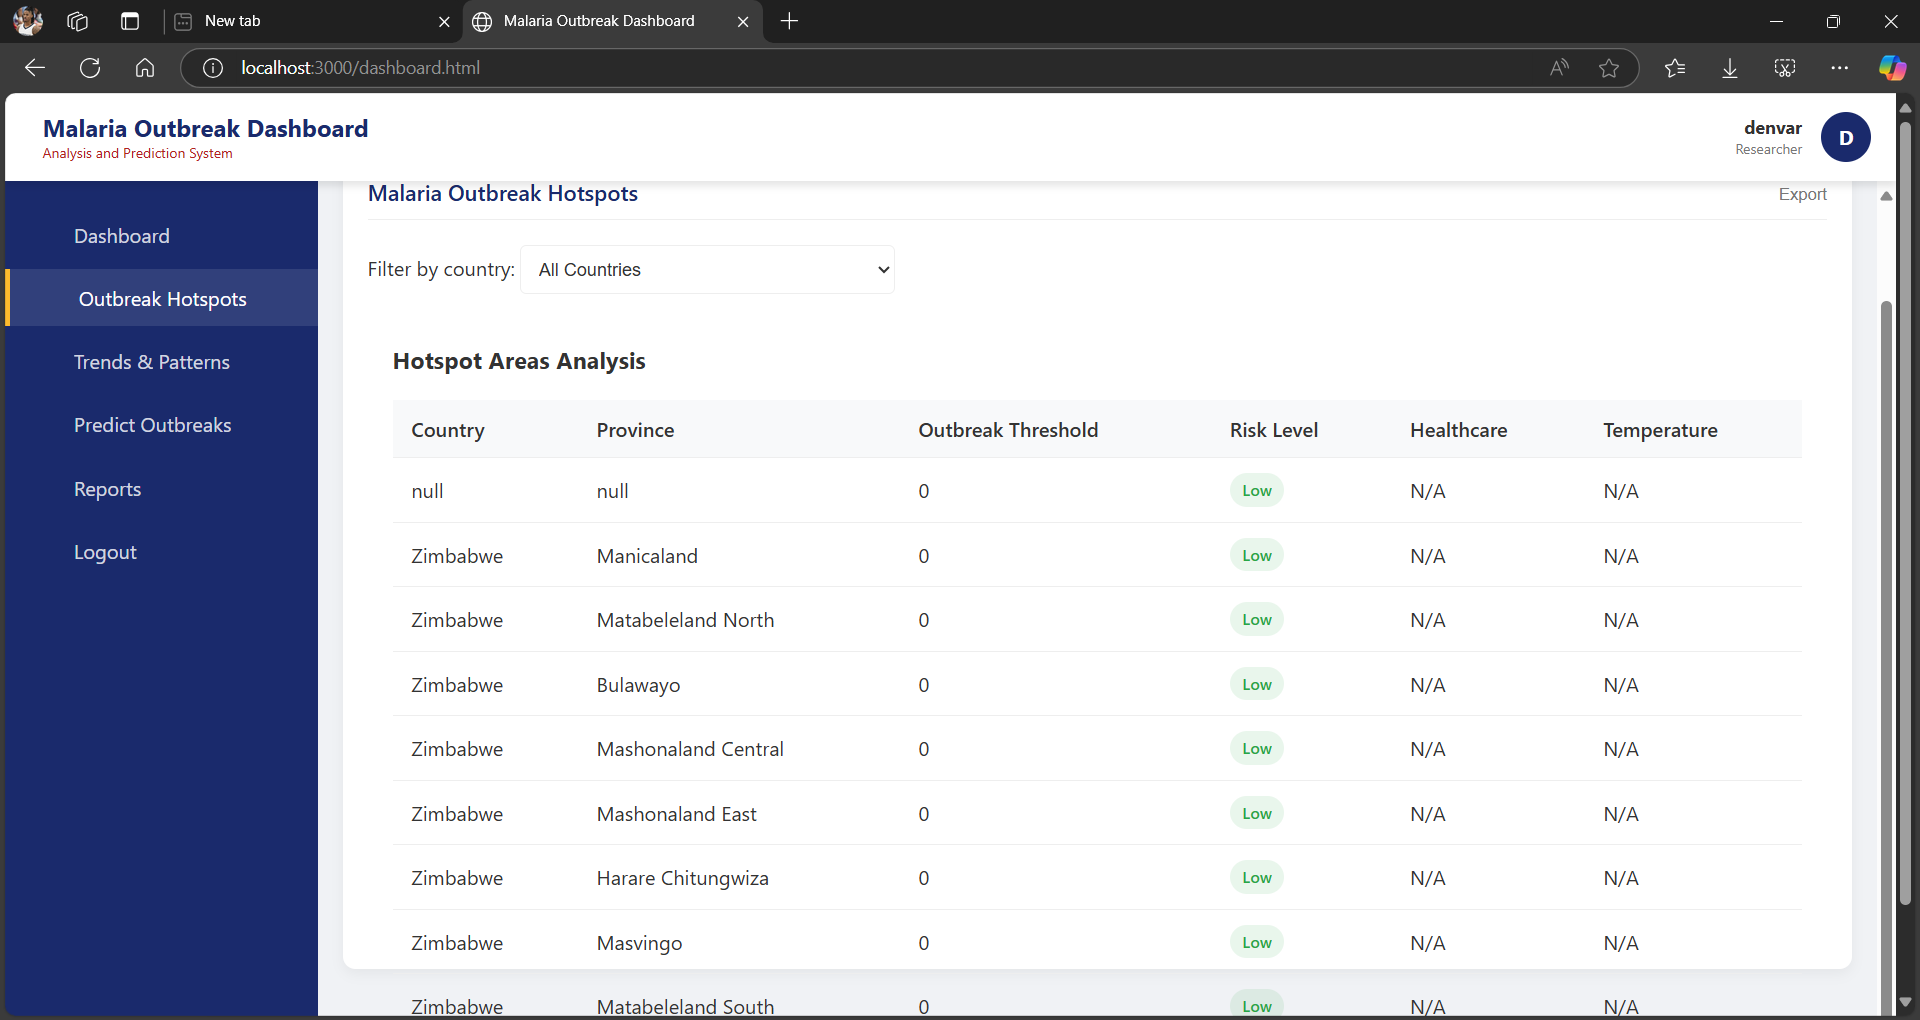 New tab
Malaria Outbreak Dashboard
localhost:3000/dashboard.html
Malaria Outbreak Dashboard
Analysis and Prediction System
denvar
Researcher
D
Dashboard
Outbreak Hotspots
Trends & Patterns
Predict Outbreaks
Reports
Logout
Malaria Outbreak Hotspots
Export
Filter by country: All Countries
Hotspot Areas Analysis
Country Province Outbreak Threshold Risk Level Healthcare Temperature
null null 0 Low N/A N/A
Zimbabwe Manicaland 0 Low N/A N/A
Zimbabwe Matabeleland North 0 Low N/A N/A
Zimbabwe Bulawayo 0 Low N/A N/A
Zimbabwe Mashonaland Central 0 Low N/A N/A
Zimbabwe Mashonaland East 0 Low N/A N/A
Zimbabwe Harare Chitungwiza 0 Low N/A N/A
Zimbabwe Masvingo 0 Low N/A N/A
Zimbabwe Matabeleland South 0 Low N/A N/A